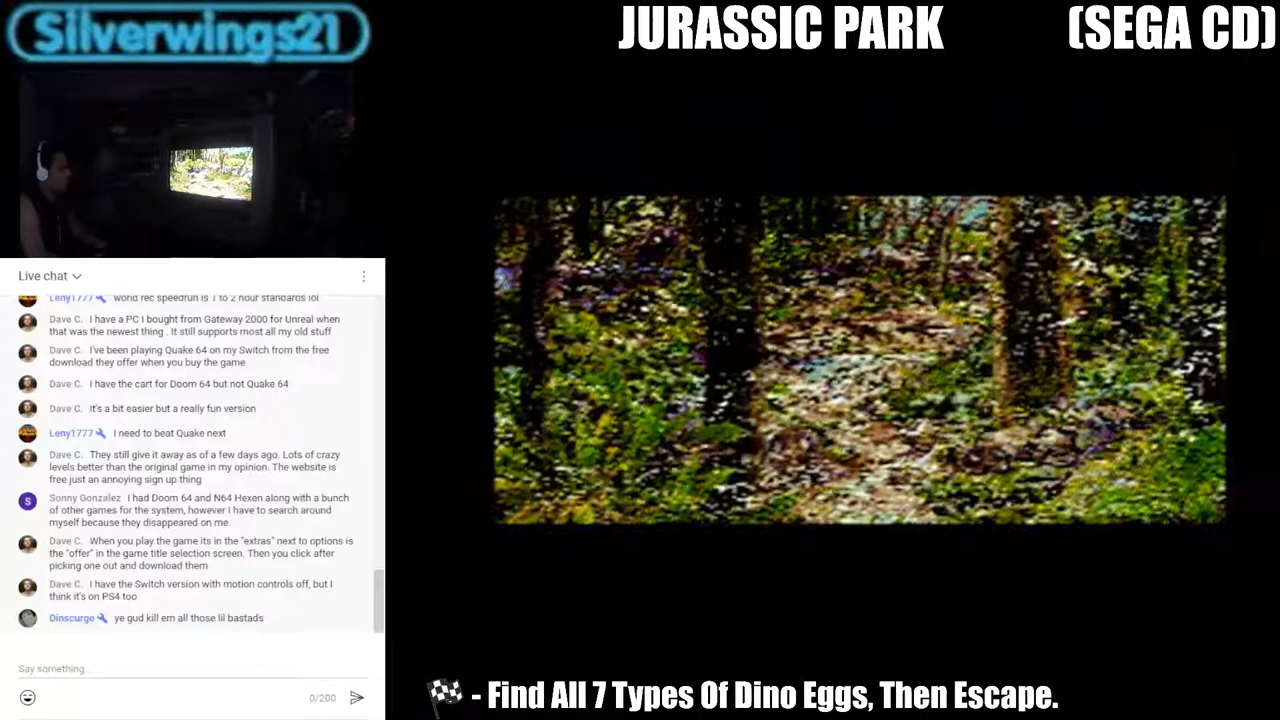 Silverwings21
JURASSIC PARK (SEGA CD)
Live chat
Leny1777 world rec speedrun is 1 to 2 hour standards lol
Dave C. I have a PC I bought from Gateway 2000 for Unreal when
that was the newest thing . It still supports most all my old stuff
Dave C. I've been playing Quake 64 on my Switch from the free
download they offer when you buy the game
Dave C. I have the cart for Doom 64 but not Quake 64
Dave C. It's a bit easier but a really fun version
Leny1777 I need to beat Quake next
Dave C. They still give it away as of a few days ago. Lots of crazy
levels better than the original game in my opinion. The website is
free just an annoying sign up thing
S Sonny Gonzalez I had Doom 64 and N64 Hexen along with a bunch
of other games for the system, however I have to search around
myself because they disappeared on me.
Dave C. When you play the game its in the "extras" next to options is
the "offer" in the game title selection screen. Then you click after
picking one out and download them
Dave C. I have the Switch version with motion controls off, but I
think it's on PS4 too
Dinscurge ye gud kill em all those lil bastads
Say something...
0/200
- Find All 7 Types Of Dino Eggs, Then Escape.